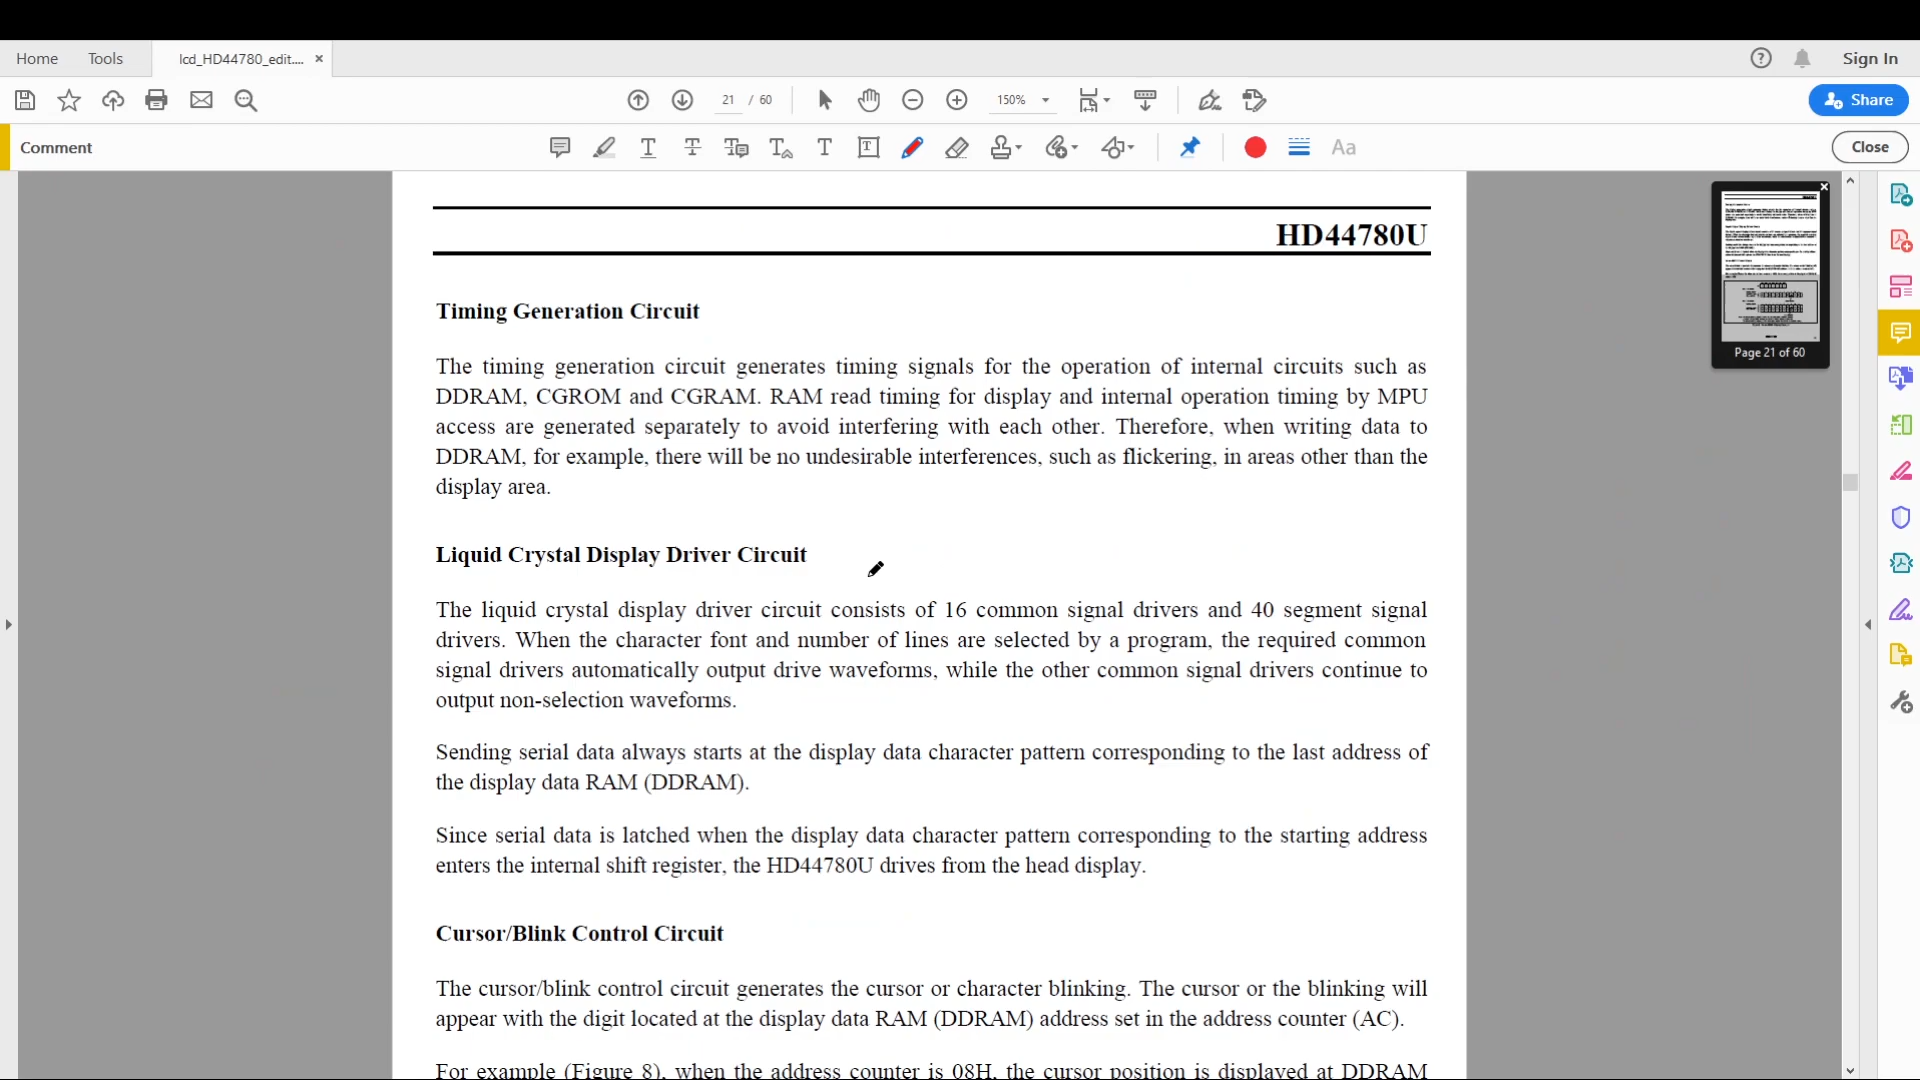 Home
Tools
lcd_HD44780_edit....
Sign In
21 / 60
150%
Share
Comment
Aa
Close
HD44780U
Timing Generation Circuit
The timing generation circuit generates timing signals for the operation of internal circuits such as
DDRAM, CGROM and CGRAM. RAM read timing for display and internal operation timing by MPU
access are generated separately to avoid interfering with each other. Therefore, when writing data to
DDRAM, for example, there will be no undesirable interferences, such as flickering, in areas other than the
display area.
Liquid Crystal Display Driver Circuit
The liquid crystal display driver circuit consists of 16 common signal drivers and 40 segment signal
drivers. When the character font and number of lines are selected by a program, the required common
signal drivers automatically output drive waveforms, while the other common signal drivers continue to
output non-selection waveforms.
Sending serial data always starts at the display data character pattern corresponding to the last address of
the display data RAM (DDRAM).
Since serial data is latched when the display data character pattern corresponding to the starting address
enters the internal shift register, the HD44780U drives from the head display.
Cursor/Blink Control Circuit
The cursor/blink control circuit generates the cursor or character blinking. The cursor or the blinking will
appear with the digit located at the display data RAM (DDRAM) address set in the address counter (AC).
For example (Figure 8), when the address counter is 08H, the cursor position is displayed at DDRAM
Page 21 of 60